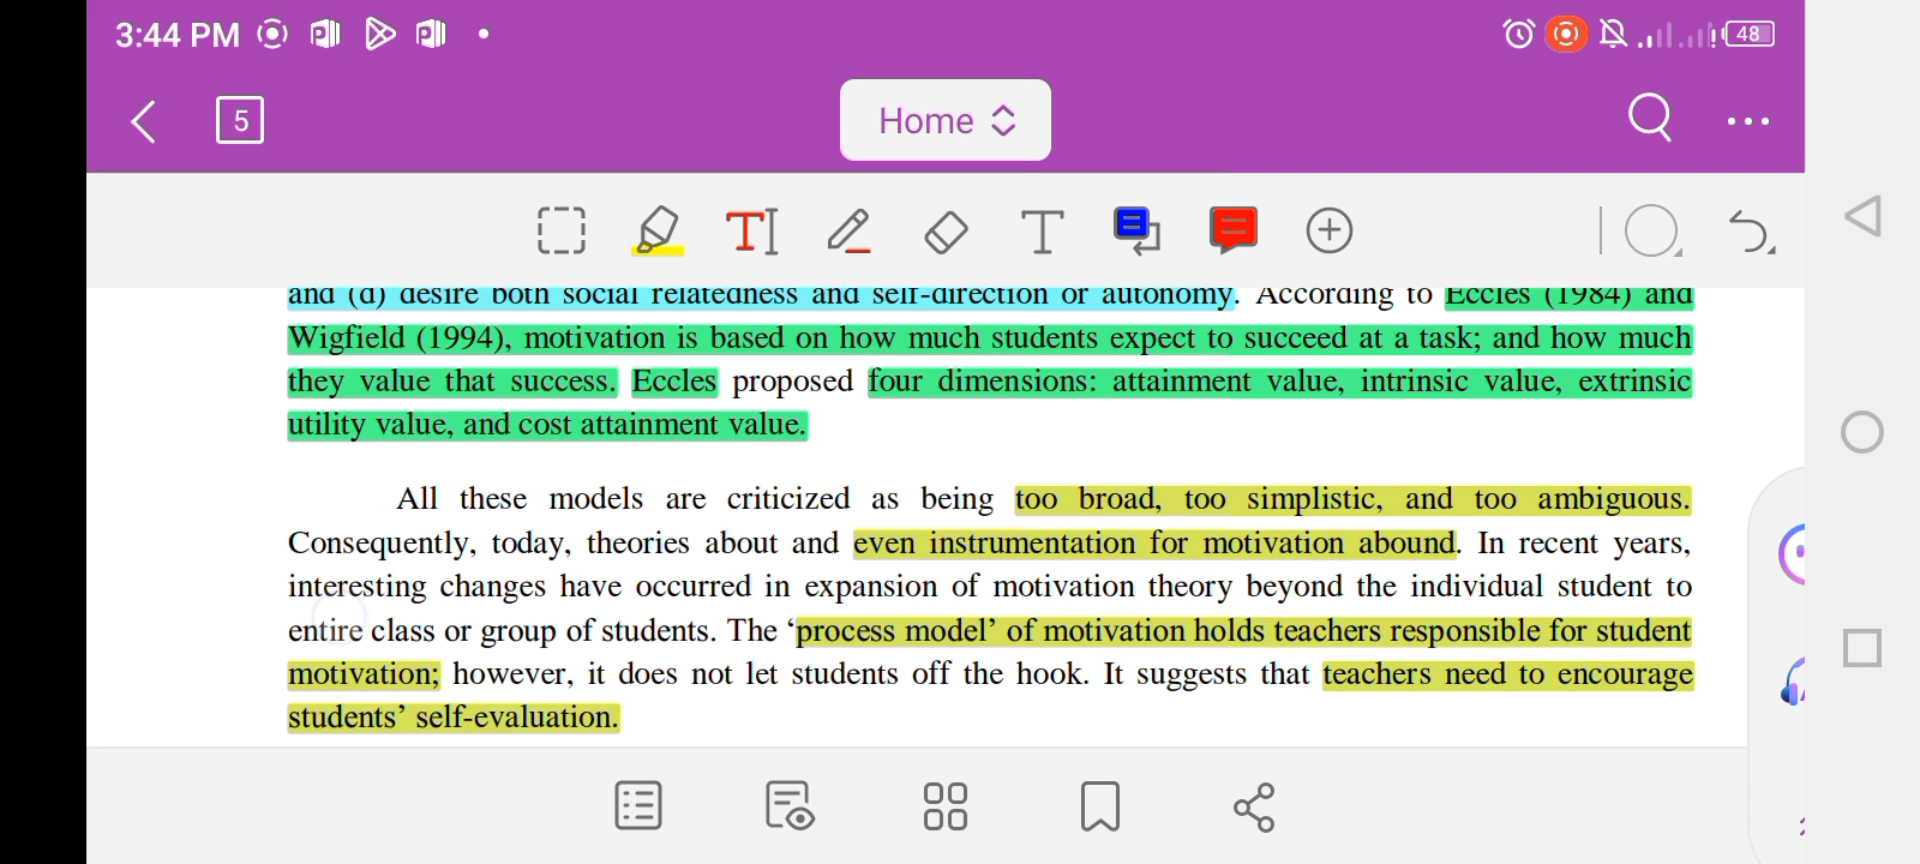 3:44 PM
48
5
Home
and (d) desire both social relatedness and self-direction or autonomy. According to Eccles (1984) and
Wigfield (1994), motivation is based on how much students expect to succeed at a task; and how much
they value that success. Eccles proposed four dimensions: attainment value, intrinsic value, extrinsic
utility value, and cost attainment value.
All these models are criticized as being too broad, too simplistic, and too ambiguous.
Consequently, today, theories about and even instrumentation for motivation abound. In recent years,
interesting changes have occurred in expansion of motivation theory beyond the individual student to
entire class or group of students. The ‘process model’ of motivation holds teachers responsible for student
motivation; however, it does not let students off the hook. It suggests that teachers need to encourage
students’ self-evaluation.